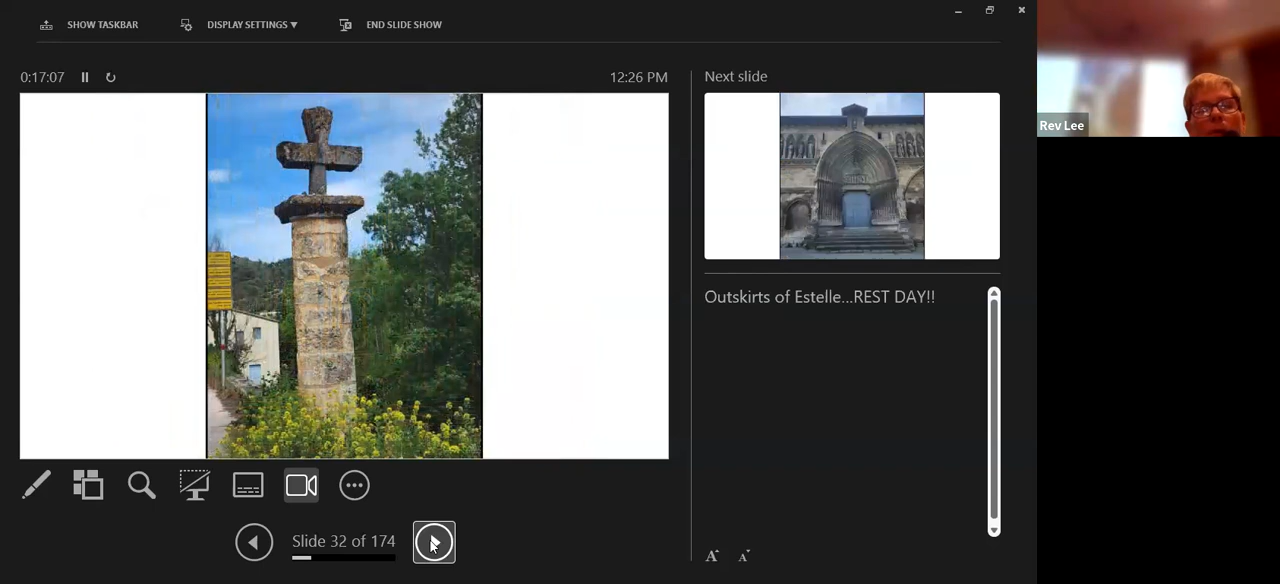 SHOW TASKBAR
DISPLAY SETTINGS ▾
END SLIDE SHOW
0:17:07
12:26 PM
Next slide
Rev Lee
Outskirts of Estelle...REST DAY!!
Slide 32 of 174
A
A